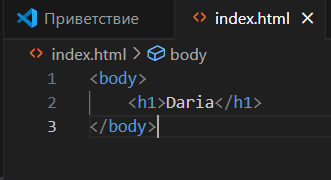 Приветствие
index.html
index.html > body
1 <body>
2 <h1>Daria</h1>
3 </body>